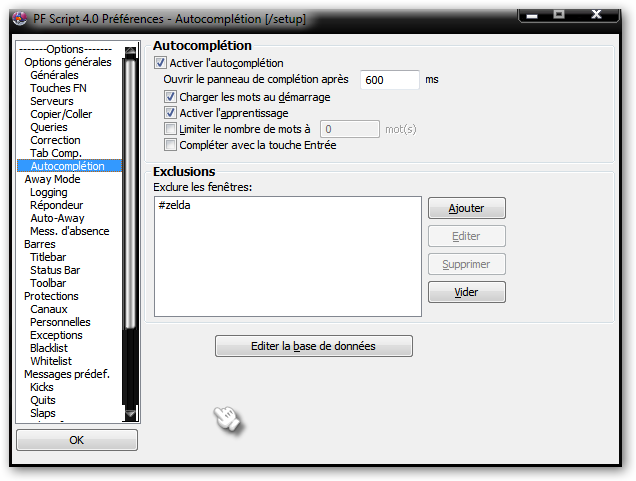 PF Script 4.0 Préférences - Autocomplétion [/setup]
-------Options-------
Options générales
Générales
Touches FN
Serveurs
Copier/Coller
Queries
Correction
Tab Comp.
Autocomplétion
Away Mode
Logging
Répondeur
Auto-Away
Mess. d'absence
Barres
Titlebar
Status Bar
Toolbar
Protections
Canaux
Personnelles
Exceptions
Blacklist
Whitelist
Messages prédef.
Kicks
Quits
Slaps
OK
Autocomplétion
Activer l'autocomplétion
Ouvrir le panneau de complétion après 600 ms
Charger les mots au démarrage
Activer l'apprentissage
Limiter le nombre de mots à 0 mot(s)
Compléter avec la touche Entrée
Exclusions
Exclure les fenêtres:
#zelda
Ajouter
Editer
Supprimer
Vider
Editer la base de données